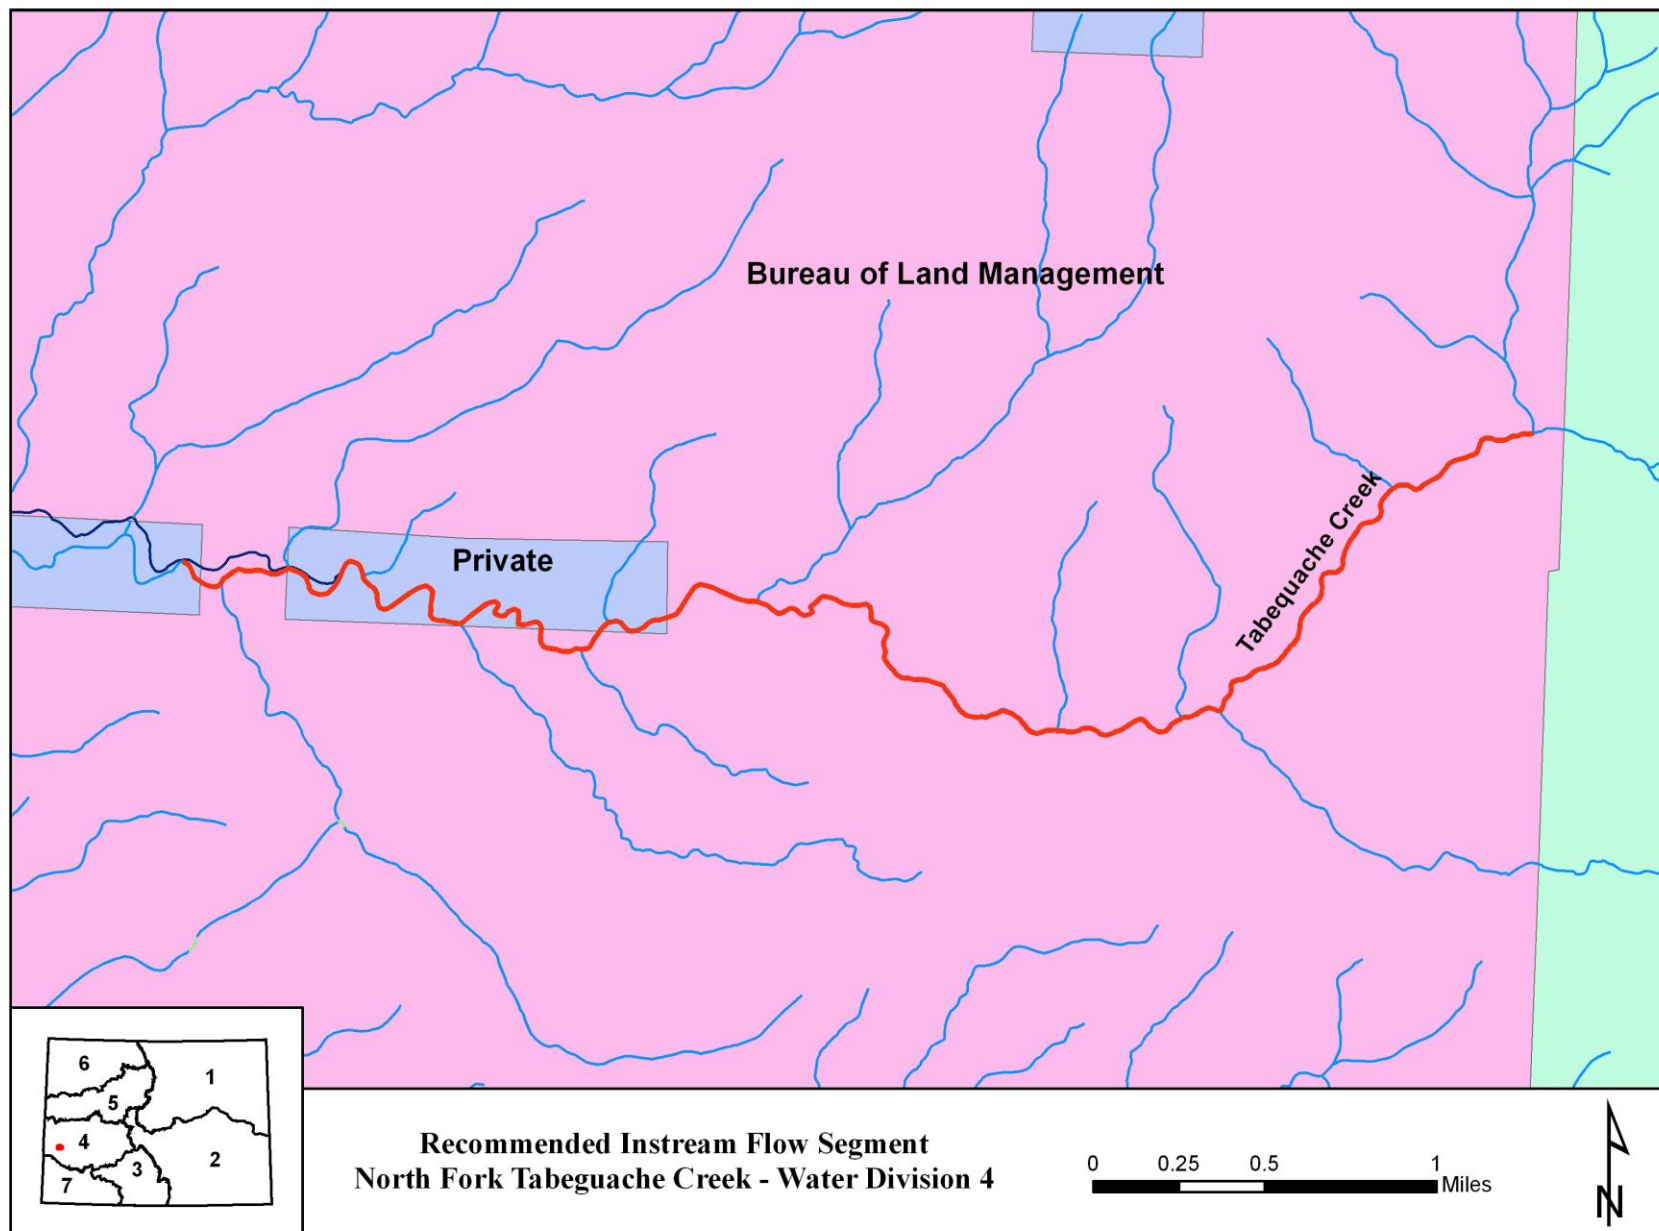 Bureau of Land Management
Private
Tabequache Creek
6
1
5
4
2
3
7
Recommended Instream Flow Segment
North Fork Tabeguache Creek - Water Division 4
0 0.25 0.5 1
Miles
N